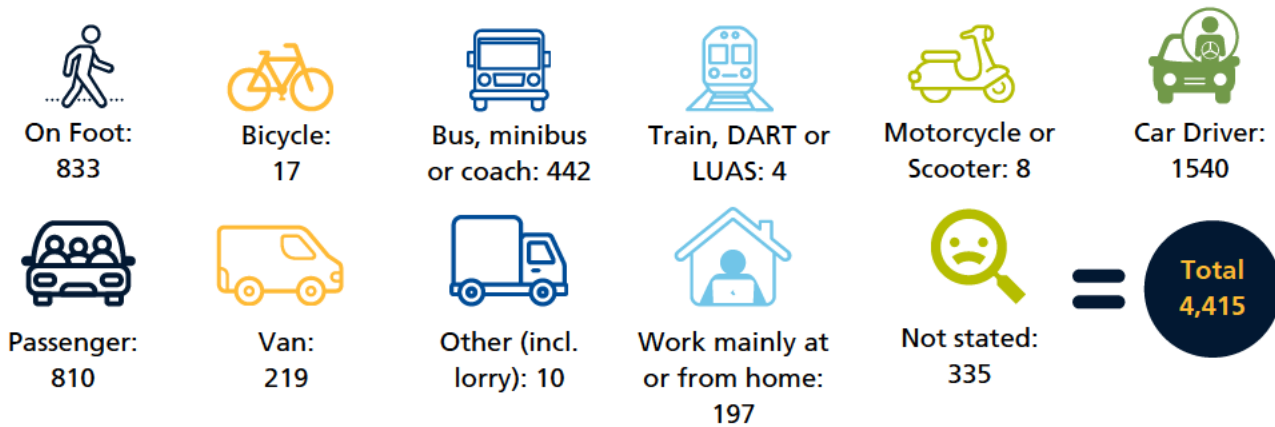 On Foot:
833
Bicycle:
17
Bus, minibus
or coach: 442
Train, DART or
LUAS: 4
Motorcycle or
Scooter: 8
Car Driver:
1540
Passenger:
810
Van:
219
Other (incl.
lorry): 10
Work mainly at
or from home:
197
Not stated:
335
=
Total
4,415